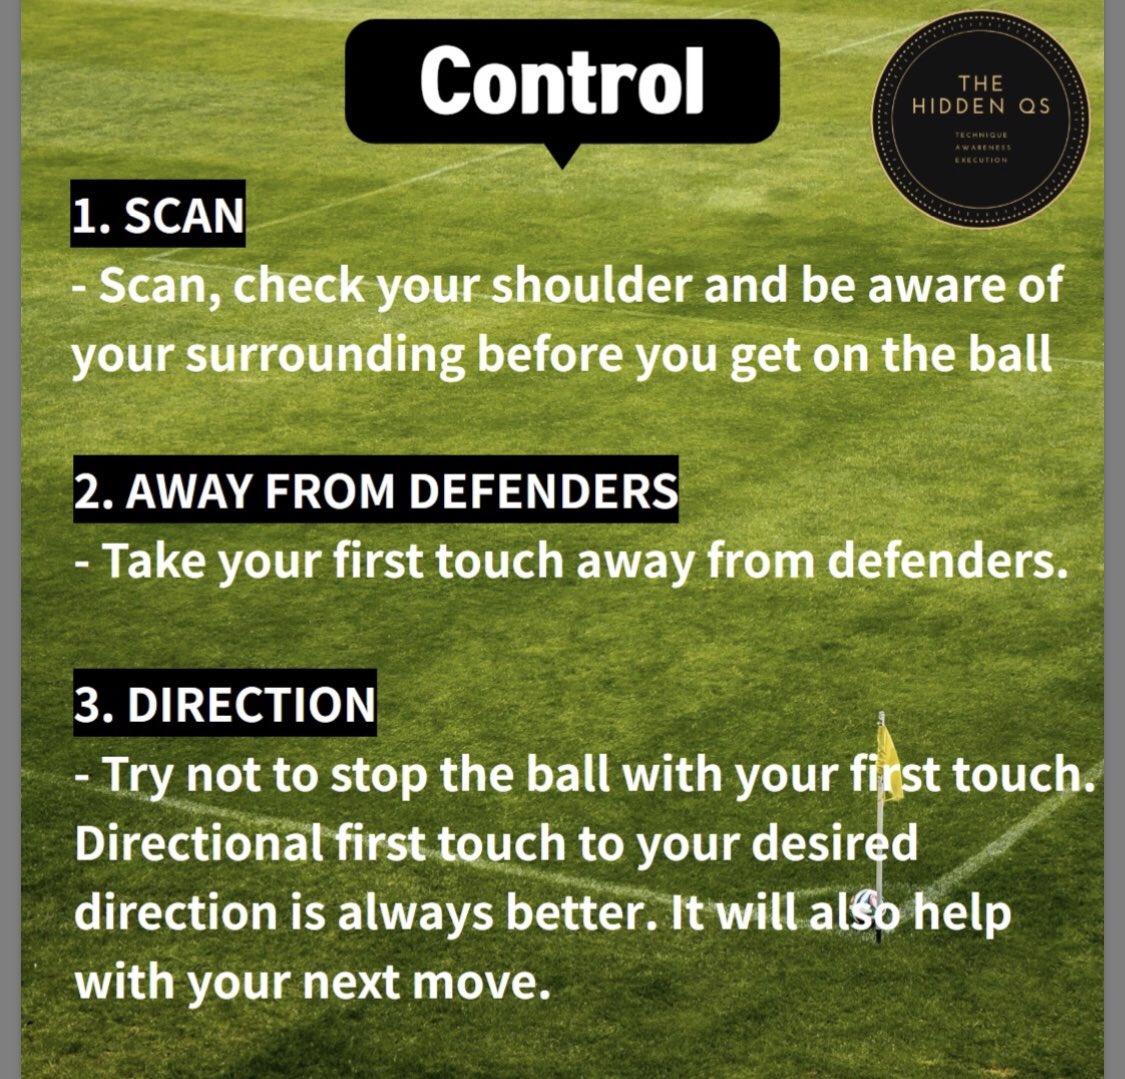 Control
THE
HIDDEN QS
TECHNIQUE
AWARENESS
EXECUTION
1. SCAN
- Scan, check your shoulder and be aware of
your surrounding before you get on the ball
2. AWAY FROM DEFENDERS
- Take your first touch away from defenders.
3. DIRECTION
- Try not to stop the ball with your first touch.
Directional first touch to your desired
direction is always better. It will also help
with your next move.